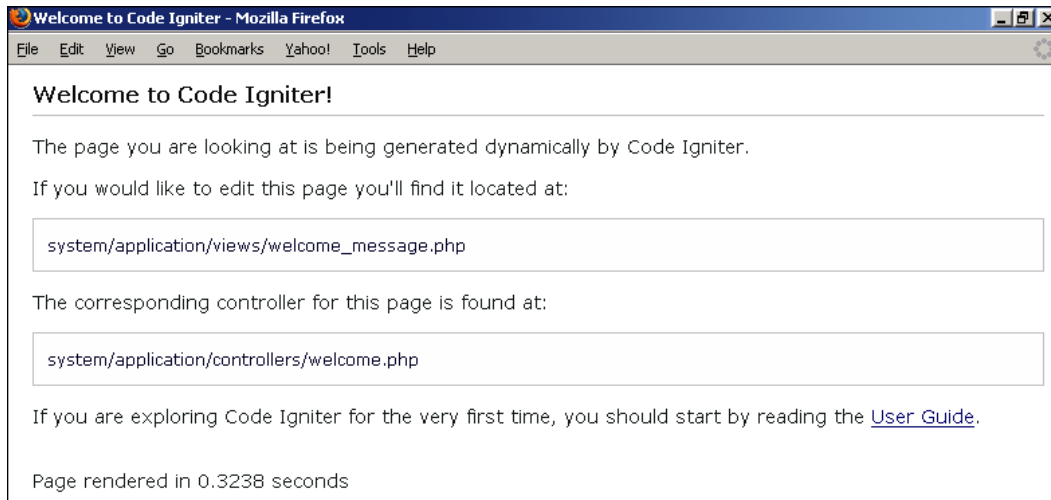 Welcome to Code Igniter - Mozilla Firefox
File Edit View Go Bookmarks Yahoo! Tools Help
Welcome to Code Igniter!
The page you are looking at is being generated dynamically by Code Igniter.
If you would like to edit this page you'll find it located at:
system/application/views/welcome_message.php
The corresponding controller for this page is found at:
system/application/controllers/welcome.php
If you are exploring Code Igniter for the very first time, you should start by reading the User Guide.
Page rendered in 0.3238 seconds